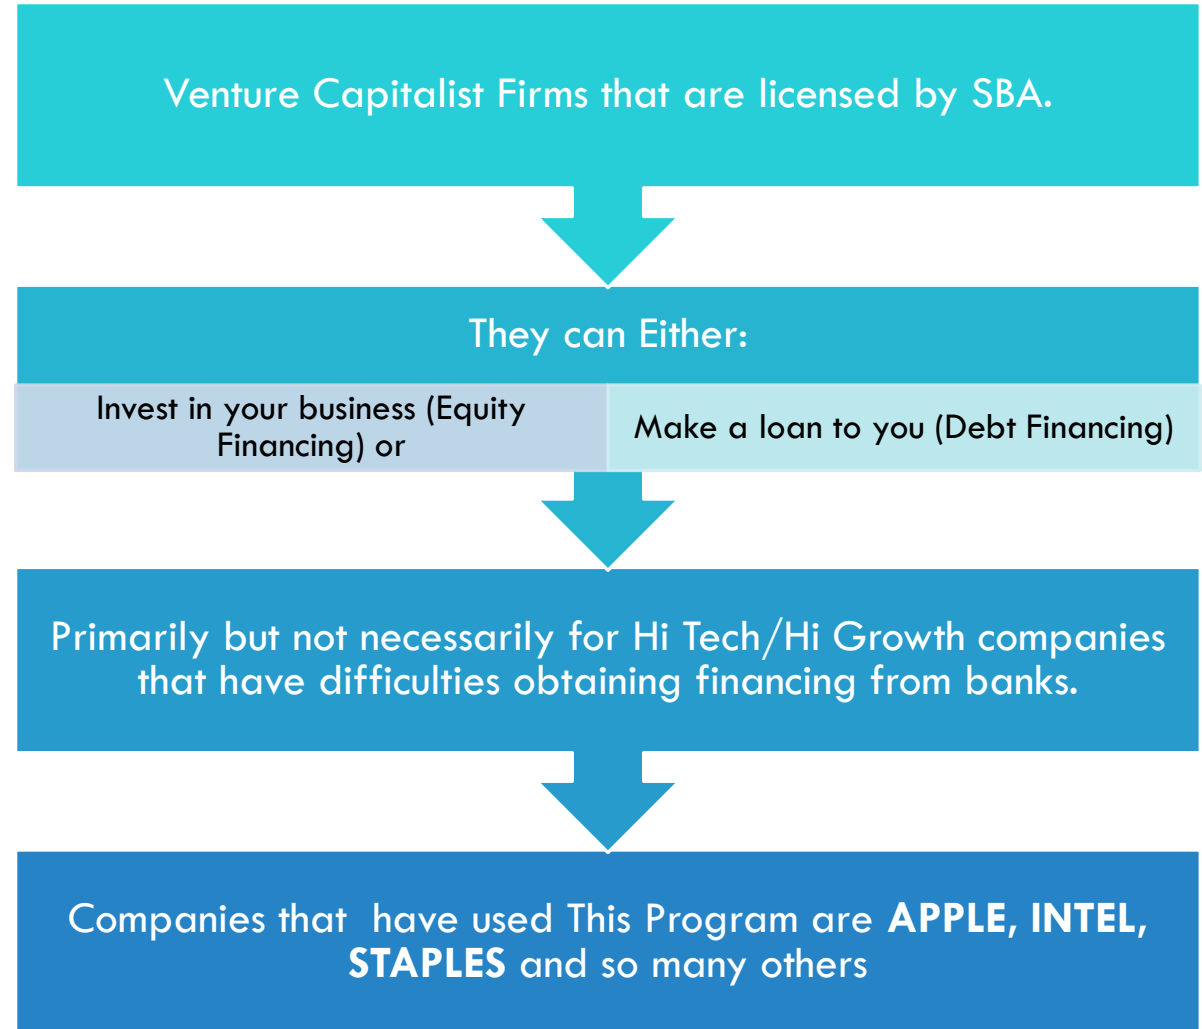 Venture Capitalist Firms that are licensed by SBA.
They can Either:
Invest in your business (Equity
Financing) or
Make a loan to you (Debt Financing)
Primarily but not necessarily for Hi Tech/Hi Growth companies
that have difficulties obtaining financing from banks.
Companies that  have used This Program are APPLE, INTEL,
STAPLES and so many others